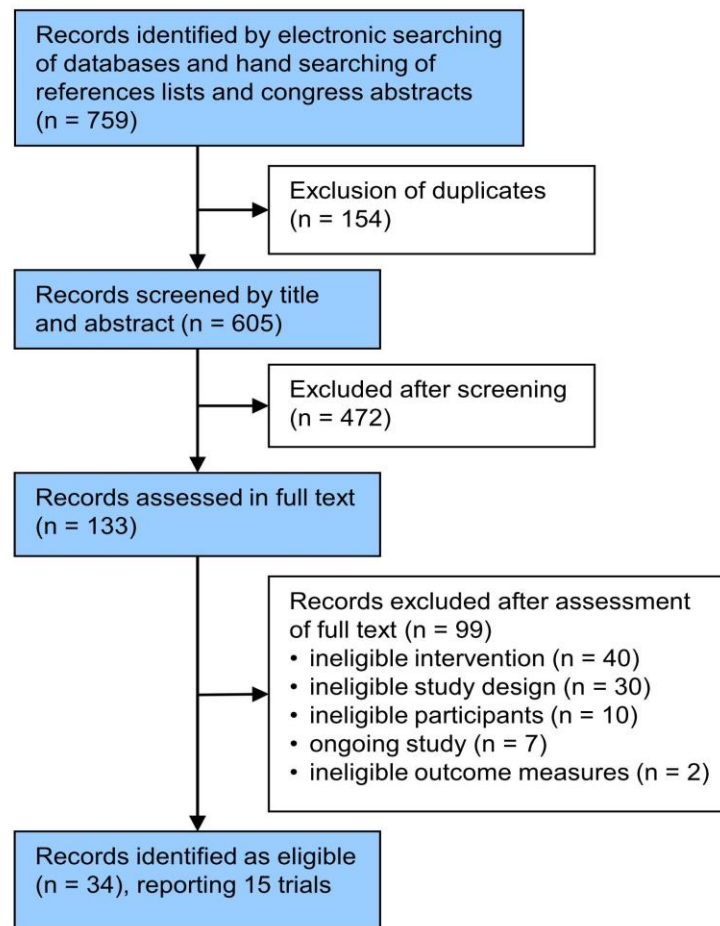 Records identified by electronic searching
of databases and hand searching of
references lists and congress abstracts
(n = 759)
Exclusion of duplicates
(n = 154)
Records screened by title
and abstract (n = 605)
Excluded after screening
(n = 472)
Records assessed in full text
(n = 133)
Records excluded after assessment
of full text (n = 99)
• ineligible intervention (n = 40)
• ineligible study design (n = 30)
• ineligible participants (n = 10)
• ongoing study (n = 7)
• ineligible outcome measures (n = 2)
Records identified as eligible
(n = 34), reporting 15 trials